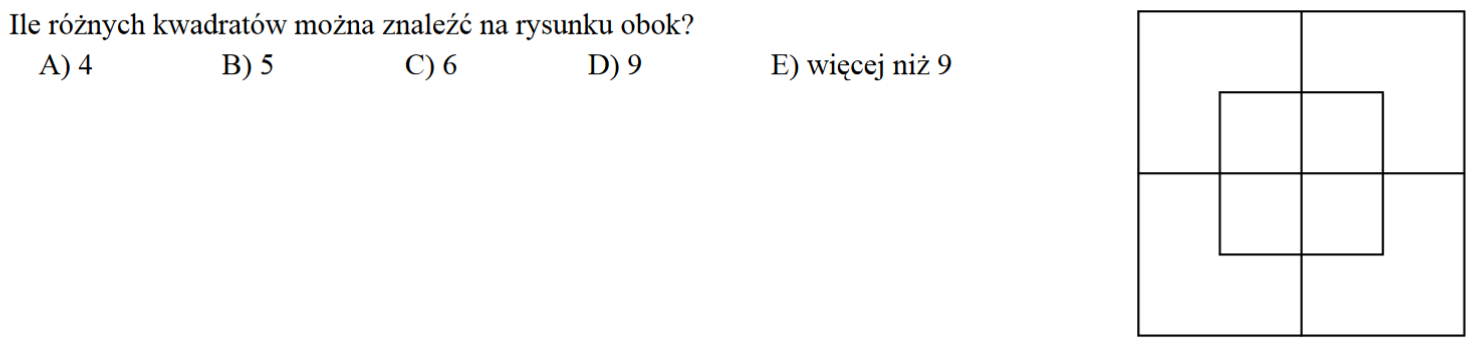 Ile różnych kwadratów można znaleźć na rysunku obok?
A) 4 B) 5 C) 6 D) 9 E) więcej niż 9